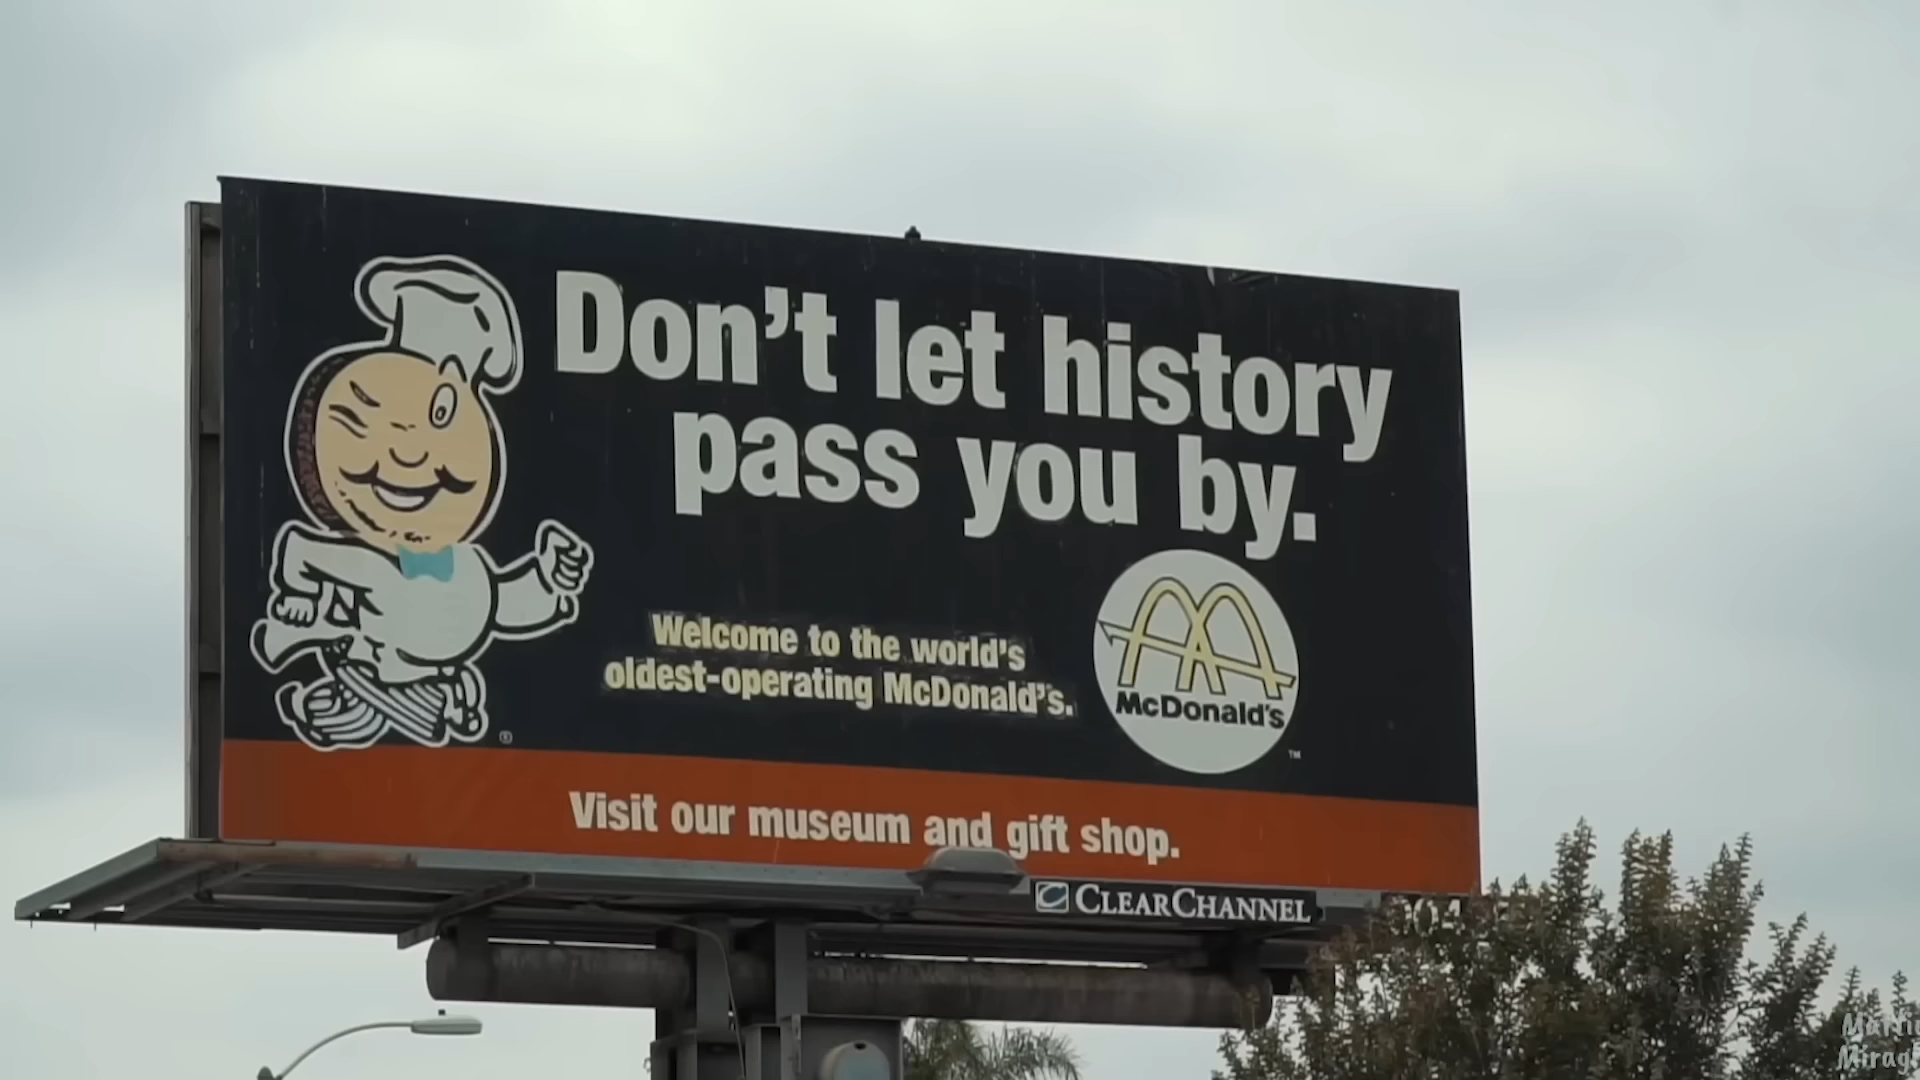 Don't let history
pass you by.
Welcome to the world's
oldest-operating McDonald's.
McDonald's
TM
Visit our museum and gift shop.
CLEARCHANNEL